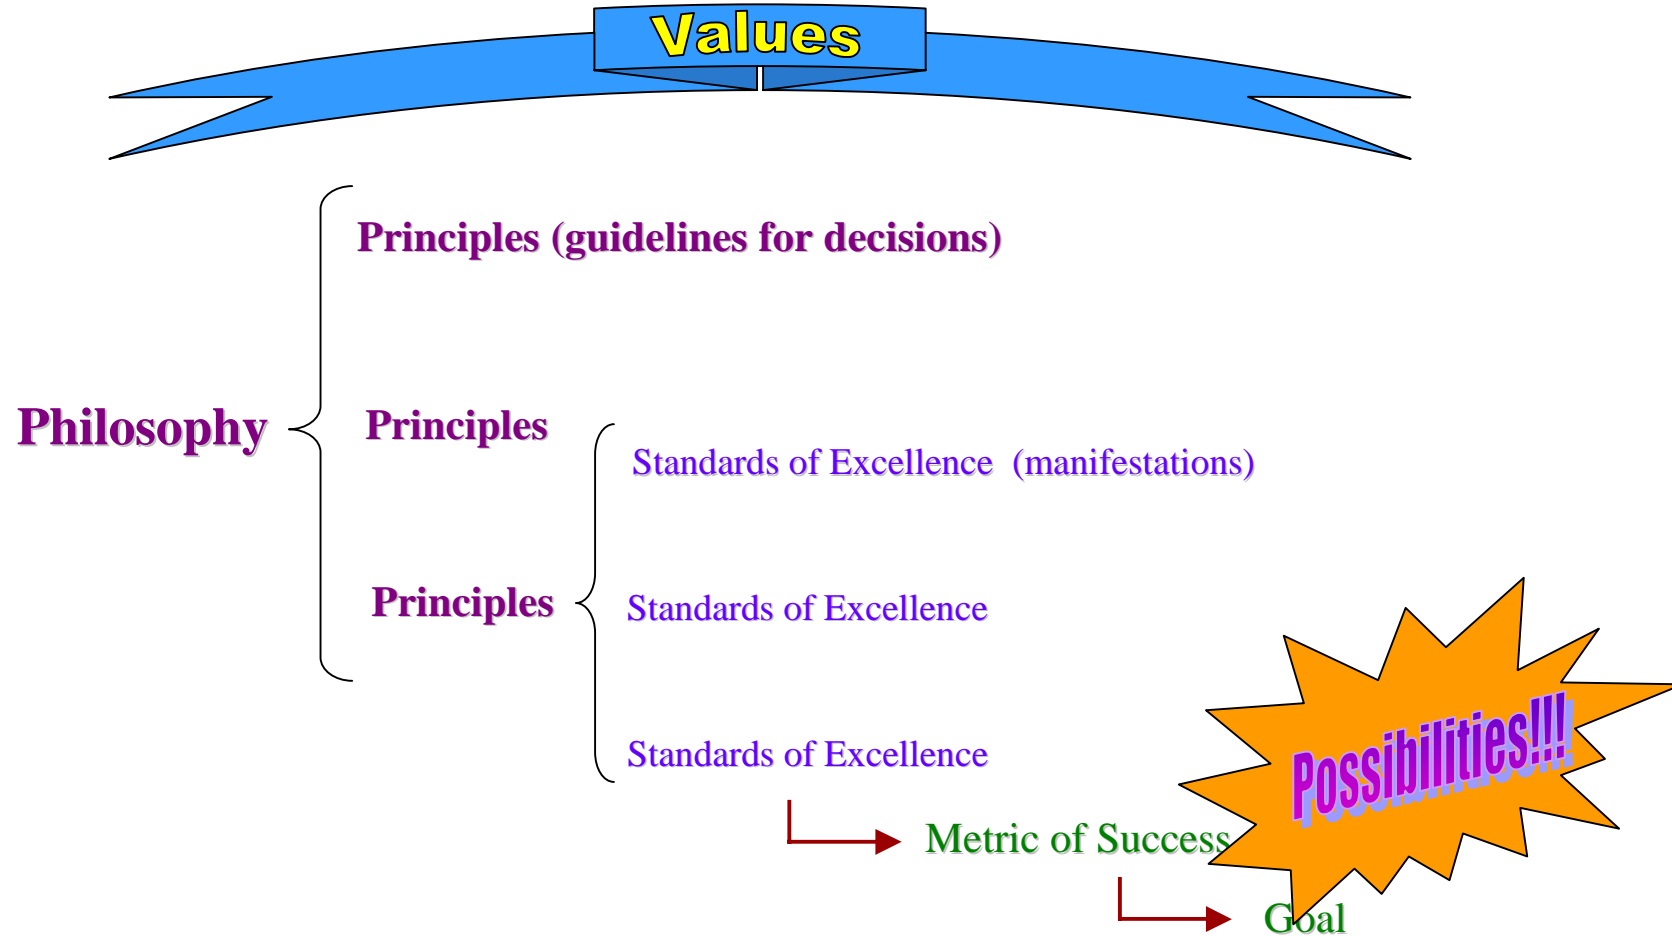 Values
Principles (guidelines for decisions)
Philosophy
Principles
Standards of Excellence (manifestations)
Principles
Standards of Excellence
Standards of Excellence
Possibilities!!!
Metric of Success
Goal